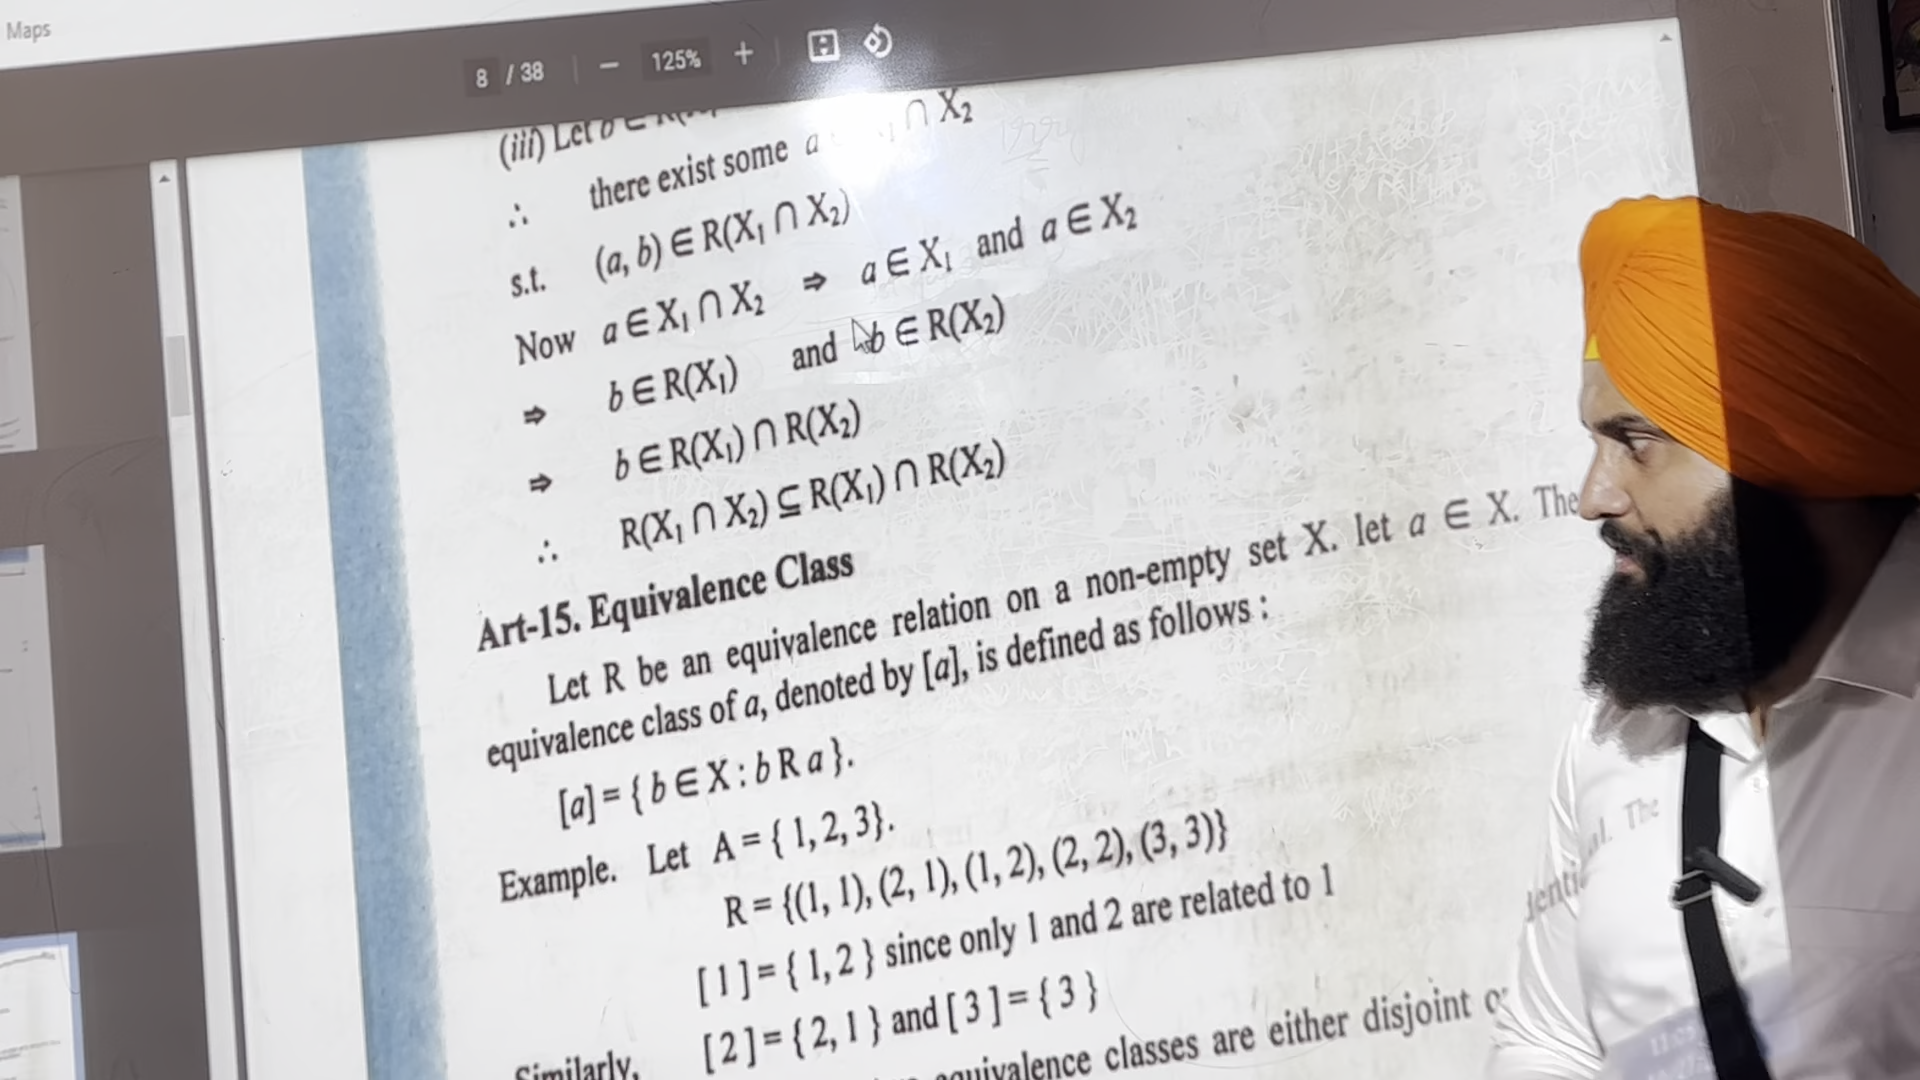 Maps
8 / 38 − 125% +
(iii) Let b ∈
∴ there exist some a ∩ X₂
s.t. (a, b) ∈ R(X₁ ∩ X₂)
Now a ∈ X₁ ∩ X₂ ⇒ a ∈ X₁ and a ∈ X₂
⇒ b ∈ R(X₁) and b ∈ R(X₂)
⇒ b ∈ R(X₁) ∩ R(X₂)
∴ R(X₁ ∩ X₂) ⊆ R(X₁) ∩ R(X₂)
Art-15. Equivalence Class
Let R be an equivalence relation on a non-empty set X. let a ∈ X. The
equivalence class of a, denoted by [a], is defined as follows :
[a] = { b ∈ X : b R a }.
Example. Let A = { 1, 2, 3}.
R = {(1, 1), (2, 1), (1, 2), (2, 2), (3, 3)}
[ 1 ] = { 1, 2 } since only 1 and 2 are related to 1
Similarly, [ 2 ] = { 2, 1 } and [ 3 ] = { 3 }
equivalence classes are either disjoint